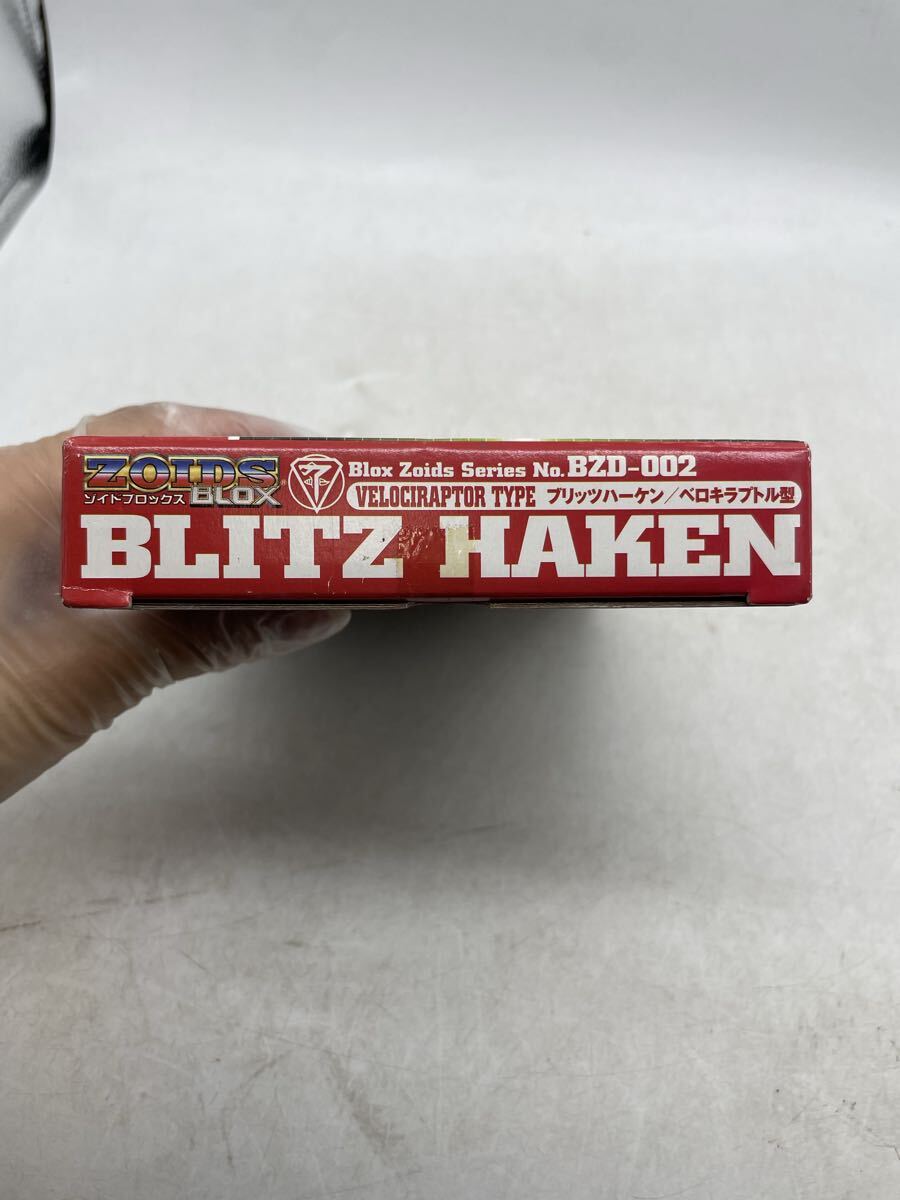 ZOIDS
BLOX®
ゾイドブロックス
Blox Zoids Series No.BZD-002
VELOCIRAPTOR TYPE ブリッツハーケン/ベロキラプトル型
BLITZ HAKEN